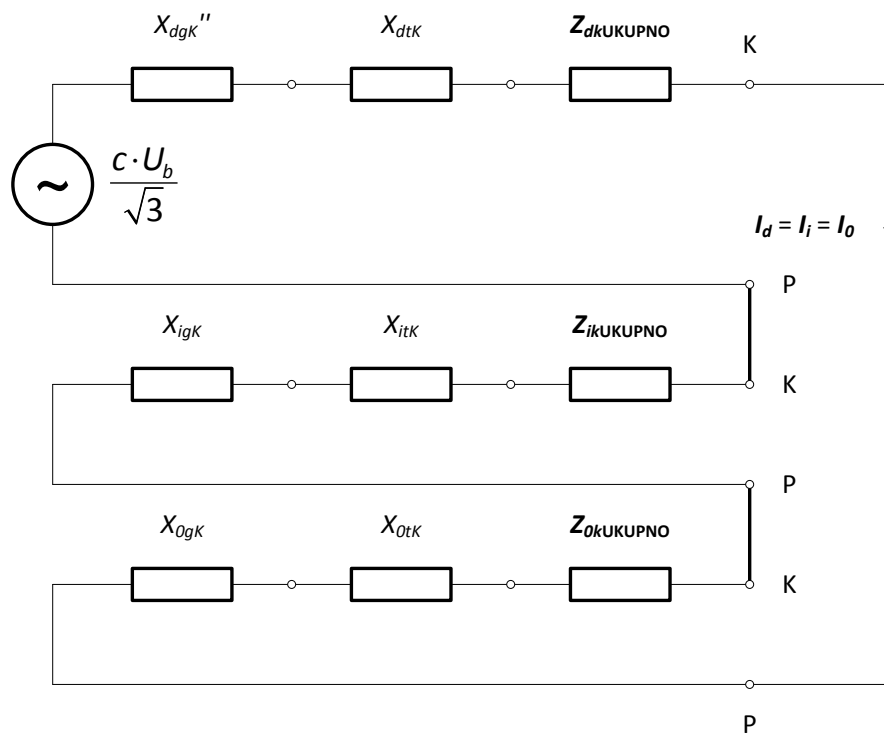 X_dgK'' X_dtK Z_dkUKUPNO K
~ c · U_b / √3
I_d = I_i = I_0
P
X_igK X_itK Z_ikUKUPNO
K
P
X_0gK X_0tK Z_0kUKUPNO
K
P